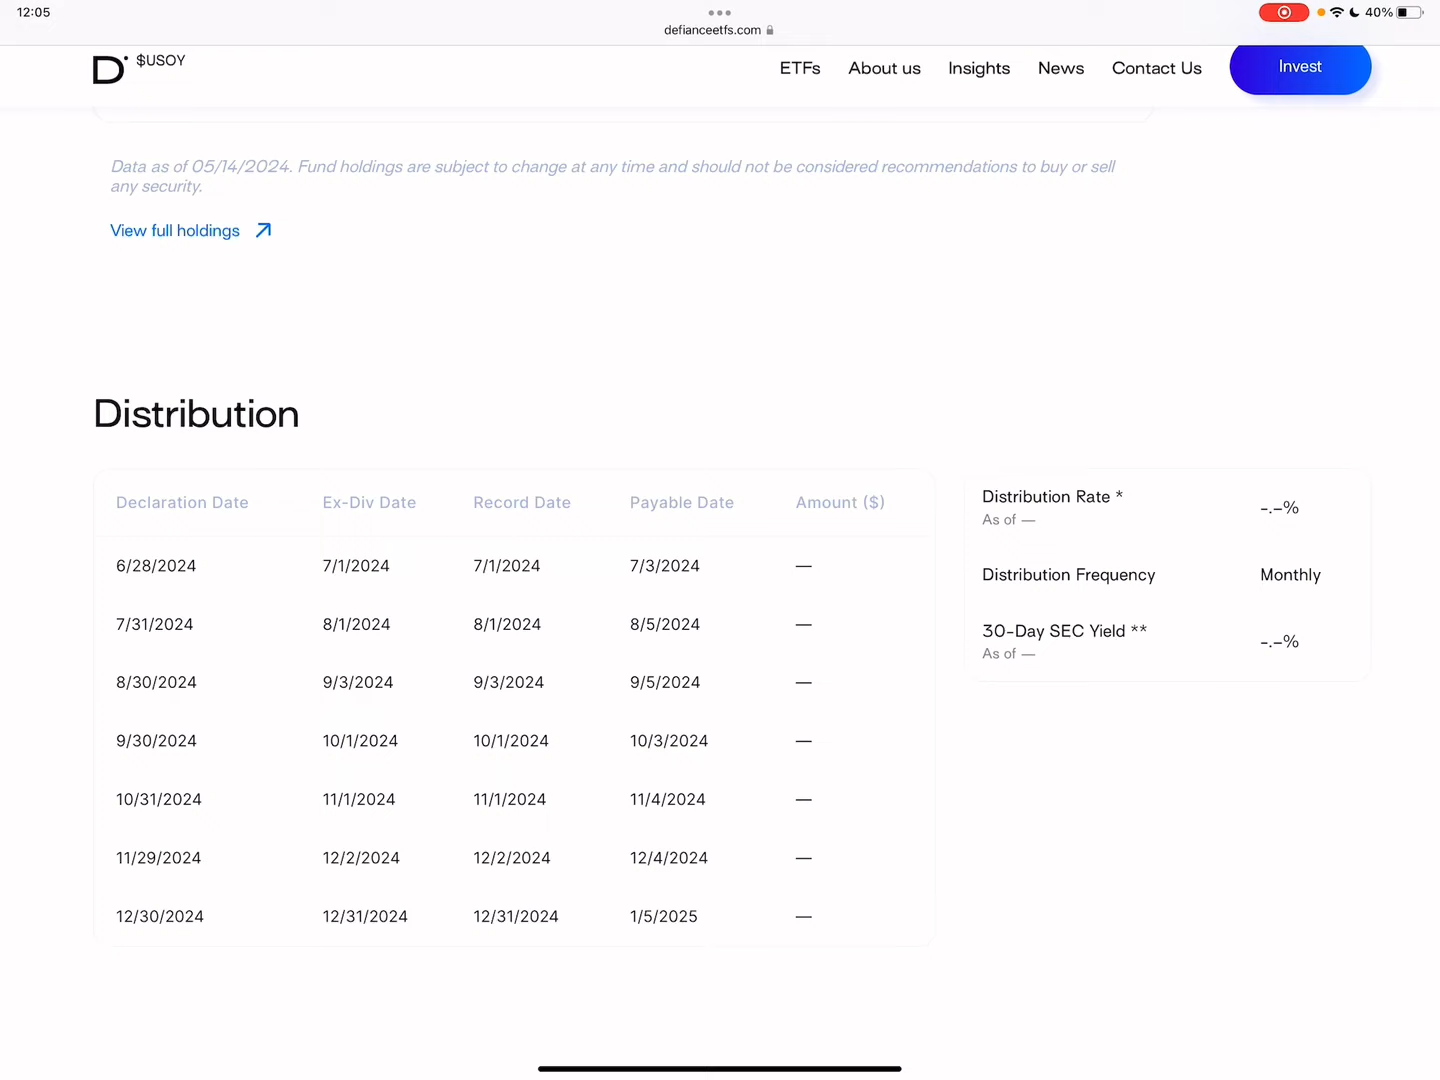 12:05
defianceetfs.com
40%
D $USOY
ETFs About us Insights News Contact Us Invest
Data as of 05/14/2024. Fund holdings are subject to change at any time and should not be considered recommendations to buy or sell
any security.
View full holdings
Distribution
Declaration Date Ex-Div Date Record Date Payable Date Amount ($)
6/28/2024 7/1/2024 7/1/2024 7/3/2024 —
7/31/2024 8/1/2024 8/1/2024 8/5/2024 —
8/30/2024 9/3/2024 9/3/2024 9/5/2024 —
9/30/2024 10/1/2024 10/1/2024 10/3/2024 —
10/31/2024 11/1/2024 11/1/2024 11/4/2024 —
11/29/2024 12/2/2024 12/2/2024 12/4/2024 —
12/30/2024 12/31/2024 12/31/2024 1/5/2025 —
Distribution Rate * -.-%
As of —
Distribution Frequency Monthly
30-Day SEC Yield ** -.-%
As of —